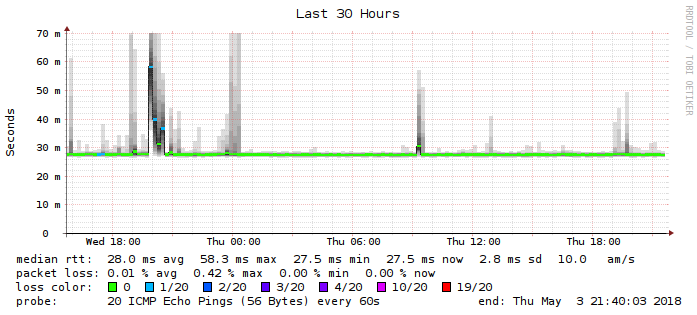 Last 30 Hours
RRDTOOL / TOBI OETIKER
Seconds
70 m
60 m
50 m
40 m
30 m
20 m
10 m
0
Wed 18:00 Thu 00:00 Thu 06:00 Thu 12:00 Thu 18:00
median rtt: 28.0 ms avg 58.3 ms max 27.5 ms min 27.5 ms now 2.8 ms sd 10.0 am/s
packet loss: 0.01 % avg 0.42 % max 0.00 % min 0.00 % now
loss color: 0 1/20 2/20 3/20 4/20 10/20 19/20
probe: 20 ICMP Echo Pings (56 Bytes) every 60s end: Thu May 3 21:40:03 2018